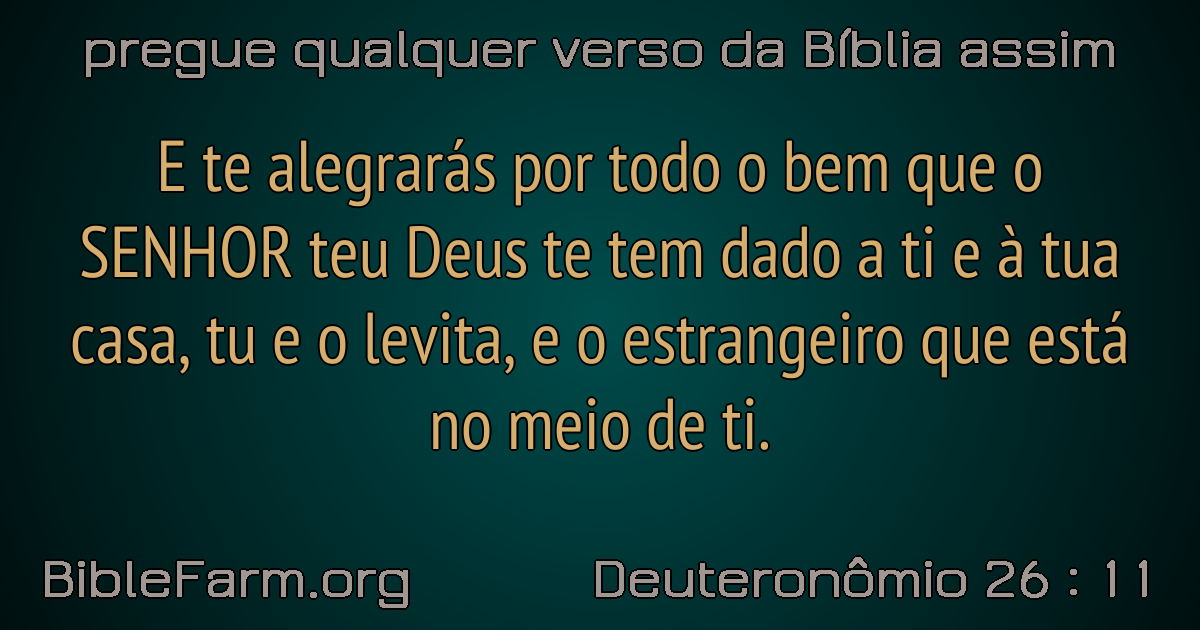 pregue qualquer verso da Bíblia assim
E te alegrarás por todo o bem que o
SENHOR teu Deus te tem dado a ti e à tua
casa, tu e o levita, e o estrangeiro que está
no meio de ti.
BibleFarm.org
Deuteronômio 26 : 11